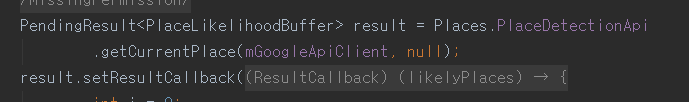 /MissingPermission/
PendingResult<PlaceLikelihoodBuffer> result = Places.PlaceDetectionApi
.getCurrentPlace(mGoogleApiClient, null);
result.setResultCallback((ResultCallback) (likelyPlaces) → {
int i = 0;